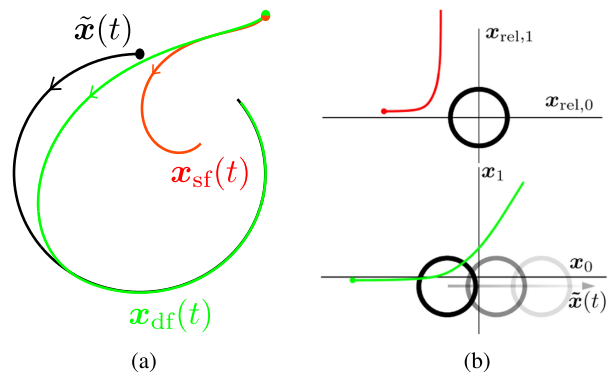 x̃(t)
x_sf(t)
x_df(t)
(a)
x_rel,1
x_rel,0
x_1
x_0
x̃(t)
(b)